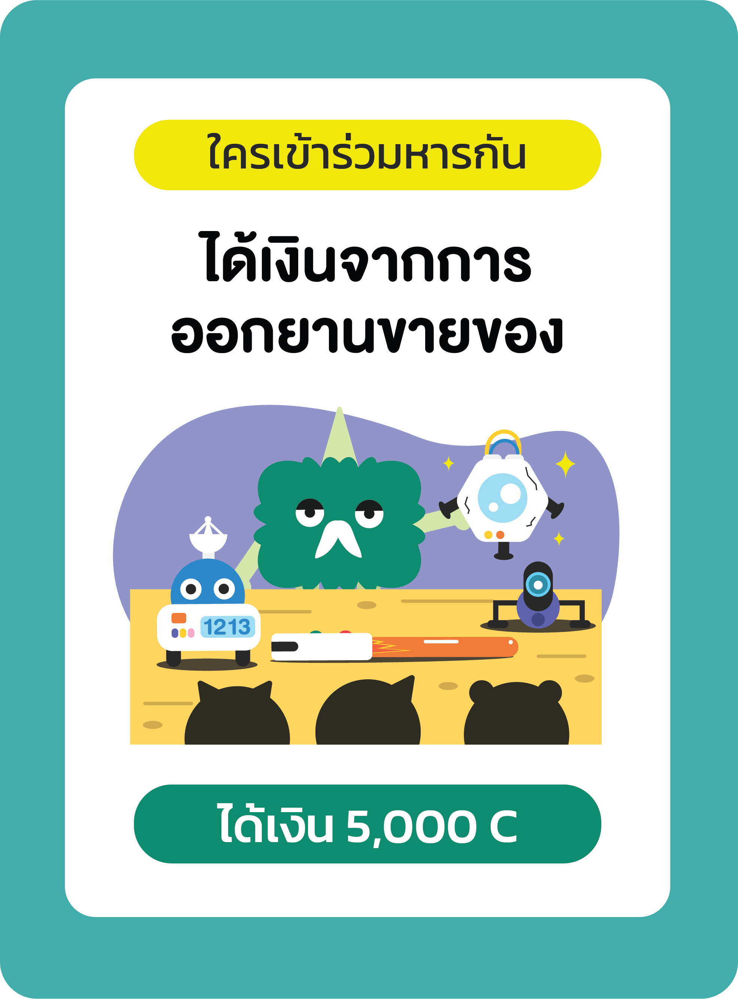 ใครเข้าร่วมหารกัน
ได้เงินจากการ
ออกยานขายของ
1213
ได้เงิน 5,000 C